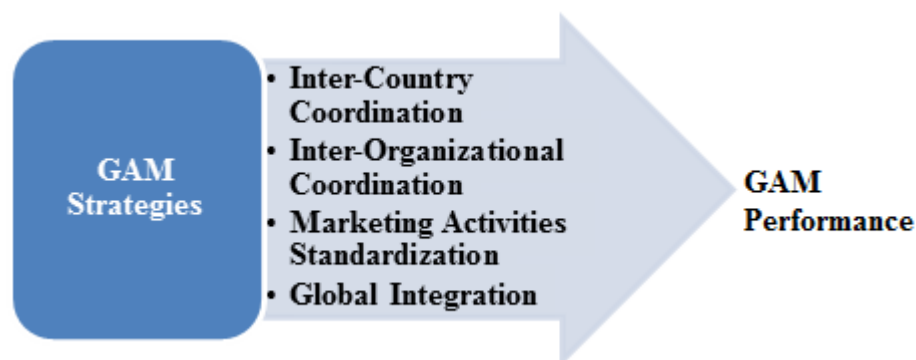 GAM
Strategies
• Inter-Country
Coordination
• Inter-Organizational
Coordination
• Marketing Activities
Standardization
• Global Integration
GAM
Performance